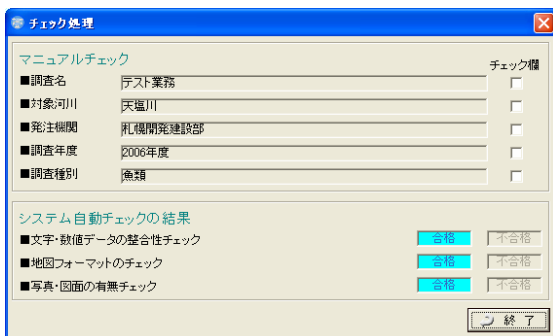 チェック処理
マニュアルチェック チェック欄
■調査名 テスト業務
■対象河川 天塩川
■発注機関 札幌開発建設部
■調査年度 2006年度
■調査種別 魚類
システム自動チェックの結果
■文字・数値データの整合性チェック 合格 不合格
■地図フォーマットのチェック 合格 不合格
■写真・図面の有無チェック 合格 不合格
終了